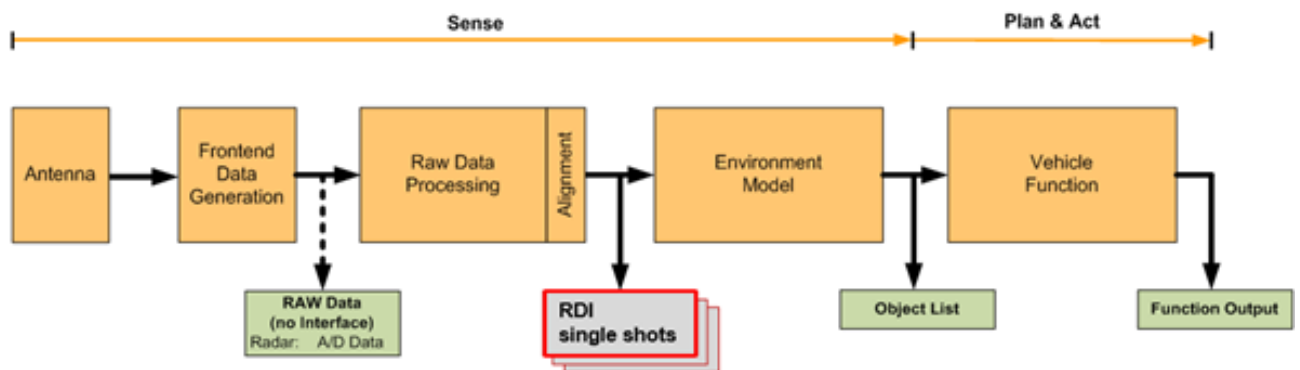 Sense
Plan & Act
Antenna
Frontend
Data
Generation
Raw Data
Processing
Alignment
Environment
Model
Vehicle
Function
RAW Data
(no Interface)
Radar: A/D Data
RDI
single shots
Object List
Function Output